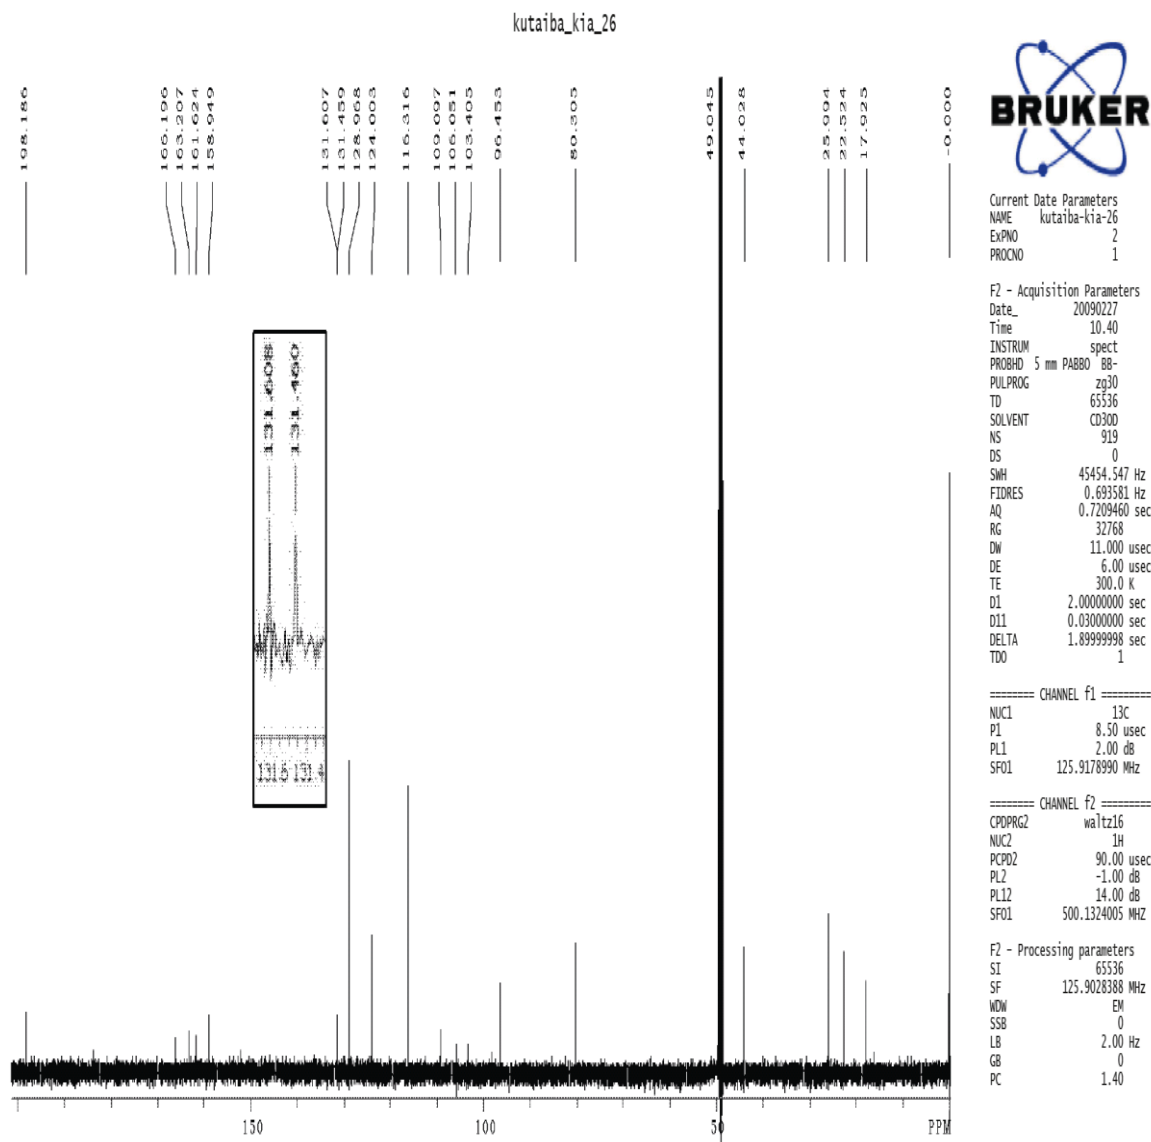 kutaiba_kia_26
198.186
166.196
163.207
161.624
158.949
131.607
131.459
128.968
124.003
116.316
109.097
106.051
103.405
96.453
80.305
49.045
44.028
25.994
22.524
17.925
-0.000
BRUKER
Current Date Parameters
NAME kutaiba-kia-26
ExPNO 2
PROCNO 1
F2 - Acquisition Parameters
Date_ 20090227
Time 10.40
INSTRUM spect
PROBHD 5 mm PABBO BB-
PULPROG zg30
TD 65536
SOLVENT CD3OD
NS 919
DS 0
SWH 45454.547 Hz
FIDRES 0.693581 Hz
AQ 0.7209460 sec
RG 32768
DW 11.000 usec
DE 6.00 usec
TE 300.0 K
D1 2.00000000 sec
D11 0.03000000 sec
DELTA 1.89999998 sec
TDO 1
======== CHANNEL f1 =========
NUC1 13C
P1 8.50 usec
PL1 2.00 dB
SFO1 125.9178990 MHZ
======== CHANNEL f2 =========
CPDPRG2 waltz16
NUC2 1H
PCPD2 90.00 usec
PL2 -1.00 dB
PL12 14.00 dB
SFO1 500.1324005 MHZ
F2 - Processing parameters
SI 65536
SF 125.9028388 MHZ
WDW EM
SSB 0
LB 2.00 Hz
GB 0
PC 1.40
131.608
131.460
131.6 131.4
150 100 50 PPM